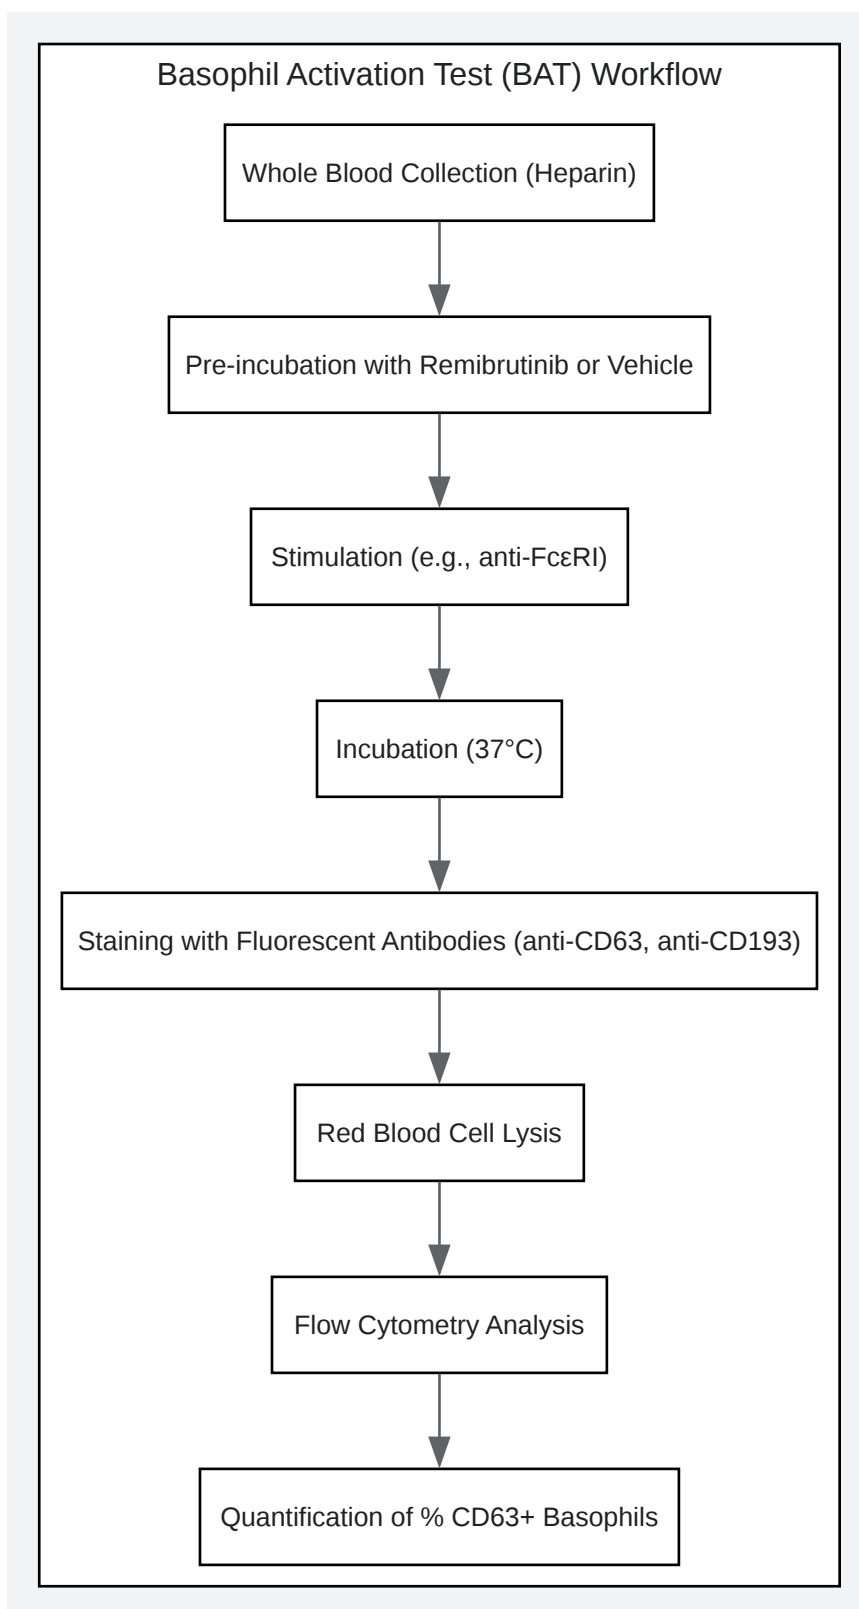 Basophil Activation Test (BAT) Workflow
Whole Blood Collection (Heparin)
Pre-incubation with Remibrutinib or Vehicle
Stimulation (e.g., anti-FcεRI)
Incubation (37°C)
Staining with Fluorescent Antibodies (anti-CD63, anti-CD193)
Red Blood Cell Lysis
Flow Cytometry Analysis
Quantification of % CD63+ Basophils